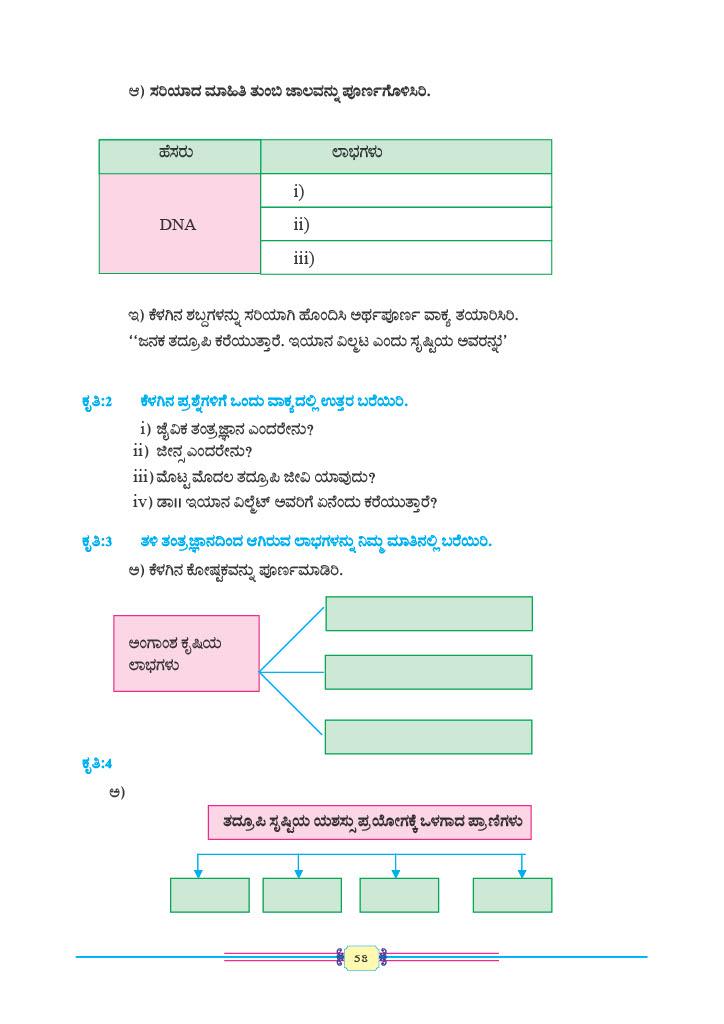 ಆ) ಸರಿಯಾದ ಮಾಹಿತಿ ತುಂಬಿ ಜಾಲವನ್ನು ಪೂರ್ಣಗೊಳಿಸಿರಿ.
ಹೆಸರು ಲಾಭಗಳು
i)
DNA ii)
iii)
ಇ) ಕೆಳಗಿನ ಶಬ್ದಗಳನ್ನು ಸರಿಯಾಗಿ ಹೊಂದಿಸಿ ಅರ್ಥಪೂರ್ಣ ವಾಕ್ಯ ತಯಾರಿಸಿರಿ.
‘‘ಜನಕ ತದ್ರೂಪಿ ಕರೆಯುತ್ತಾರೆ. ಇಯಾನ ವಿಲ್ಮಟ ಎಂದು ಸೃಷ್ಟಿಯ ಅವರನ್ನು’’
ಕೃತಿ:2 ಕೆಳಗಿನ ಪ್ರಶ್ನೆಗಳಿಗೆ ಒಂದು ವಾಕ್ಯದಲ್ಲಿ ಉತ್ತರ ಬರೆಯಿರಿ.
i) ಜೈವಿಕ ತಂತ್ರಜ್ಞಾನ ಎಂದರೇನು?
ii) ಜೀನ್ಸ ಎಂದರೇನು?
iii) ಮೊಟ್ಟ ಮೊದಲ ತದ್ರೂಪಿ ಜೀವಿ ಯಾವುದು?
iv) ಡಾ॥ ಇಯಾನ ವಿಲ್ಮೆಟ್ ಅವರಿಗೆ ಏನೆಂದು ಕರೆಯುತ್ತಾರೆ?
ಕೃತಿ:3 ತಳಿ ತಂತ್ರಜ್ಞಾನದಿಂದ ಆಗಿರುವ ಲಾಭಗಳನ್ನು ನಿಮ್ಮ ಮಾತಿನಲ್ಲಿ ಬರೆಯಿರಿ.
ಅ) ಕೆಳಗಿನ ಕೋಷ್ಟಕವನ್ನು ಪೂರ್ಣಮಾಡಿರಿ.
ಅಂಗಾಂಶ ಕೃಷಿಯ
ಲಾಭಗಳು
ಕೃತಿ:4
ಅ)
ತದ್ರೂಪಿ ಸೃಷ್ಟಿಯ ಯಶಸ್ಸು ಪ್ರಯೋಗಕ್ಕೆ ಒಳಗಾದ ಪ್ರಾಣಿಗಳು
58